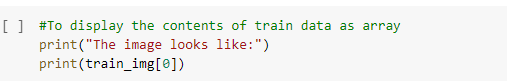 [ ] #To display the contents of train data as array
print("The image looks like:")
print(train_img[0])